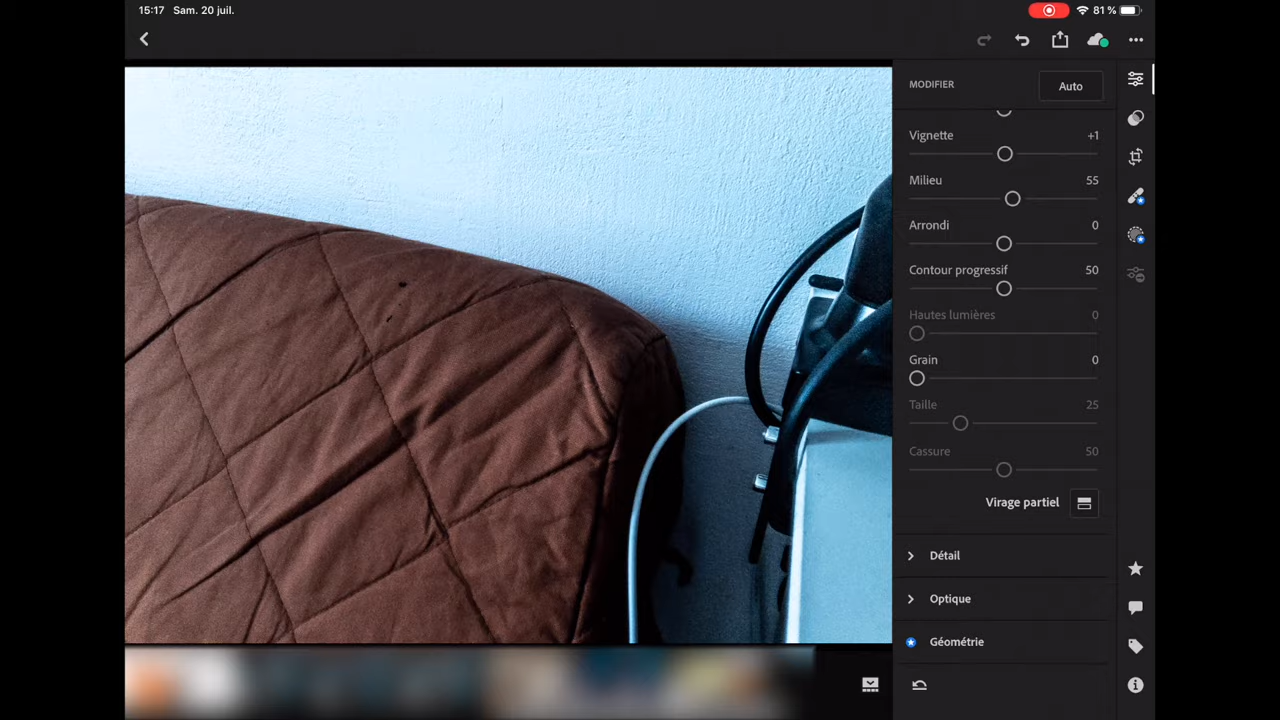 15:17 Sam. 20 juil. 81 %
MODIFIER Auto
Vignette +1
Milieu 55
Arrondi 0
Contour progressif 50
Hautes lumières 0
Grain 0
Taille 25
Cassure 50
Virage partiel
Détail
Optique
Géométrie